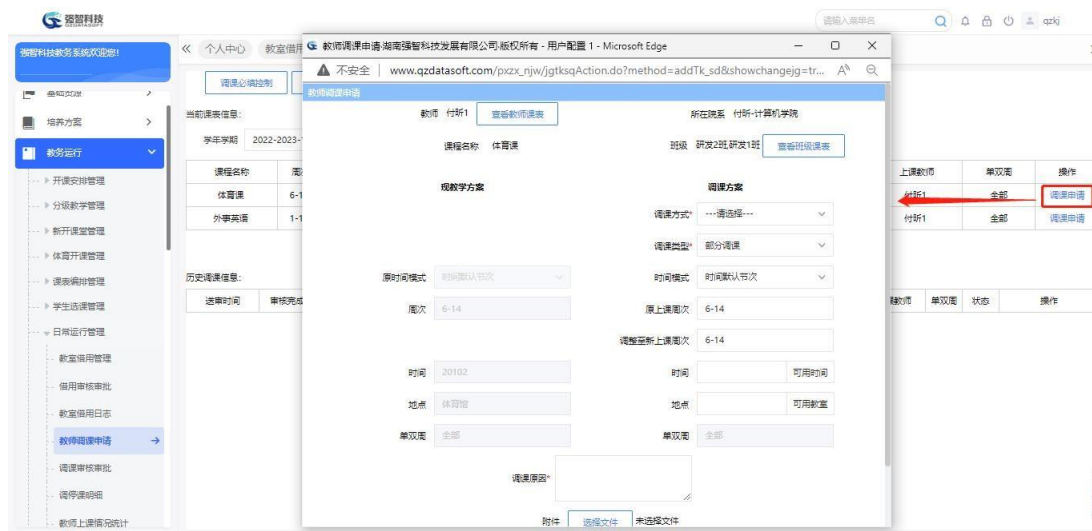 强智科技
请输入菜单名
qzkj
强智科技教务系统欢迎您!
基础资源
培养方案
教务运行
开课安排管理
分级教学管理
新开课堂管理
体育开课管理
课表编排管理
学生选课管理
日常运行管理
教室借用管理
借用审核审批
教室借用日志
教师调课申请
调课审核审批
调停课明细
教师上课情况统计
个人中心 教室借用
调课必填控制
当前课表信息:
学年学期 2022-2023-
课程名称 周
体育课 6-1
外事英语 1-1
历史调课信息:
送审时间 审核完成
教师调课申请-湖南强智科技发展有限公司.版权所有 - 用户配置 1 - Microsoft Edge
不安全 www.qzdatasoft.com/pxzx_njw/jgtksqAction.do?method=addTk_sd&showchangejg=tr...
教师调课申请
教师 付昕1 查看教师课表 所在院系 付昕-计算机学院
课程名称 体育课 班级 研发2班,研发1班 查看班级课表
现教学方案 调课方案
调课方式* ---请选择---
调课类型* 部分调课
原时间模式 时间默认节次 时间模式 时间默认节次
周次 6-14 原上课周次 6-14
调整至新上课周次 6-14
时间 20102 时间 可用时间
地点 体育馆 地点 可用教室
单双周 全部 单双周 全部
调课原因*
附件 选择文件 未选择文件
上课教师 单双周 操作
付昕1 全部 调课申请
付昕1 全部 调课申请
教师 单双周 状态 操作